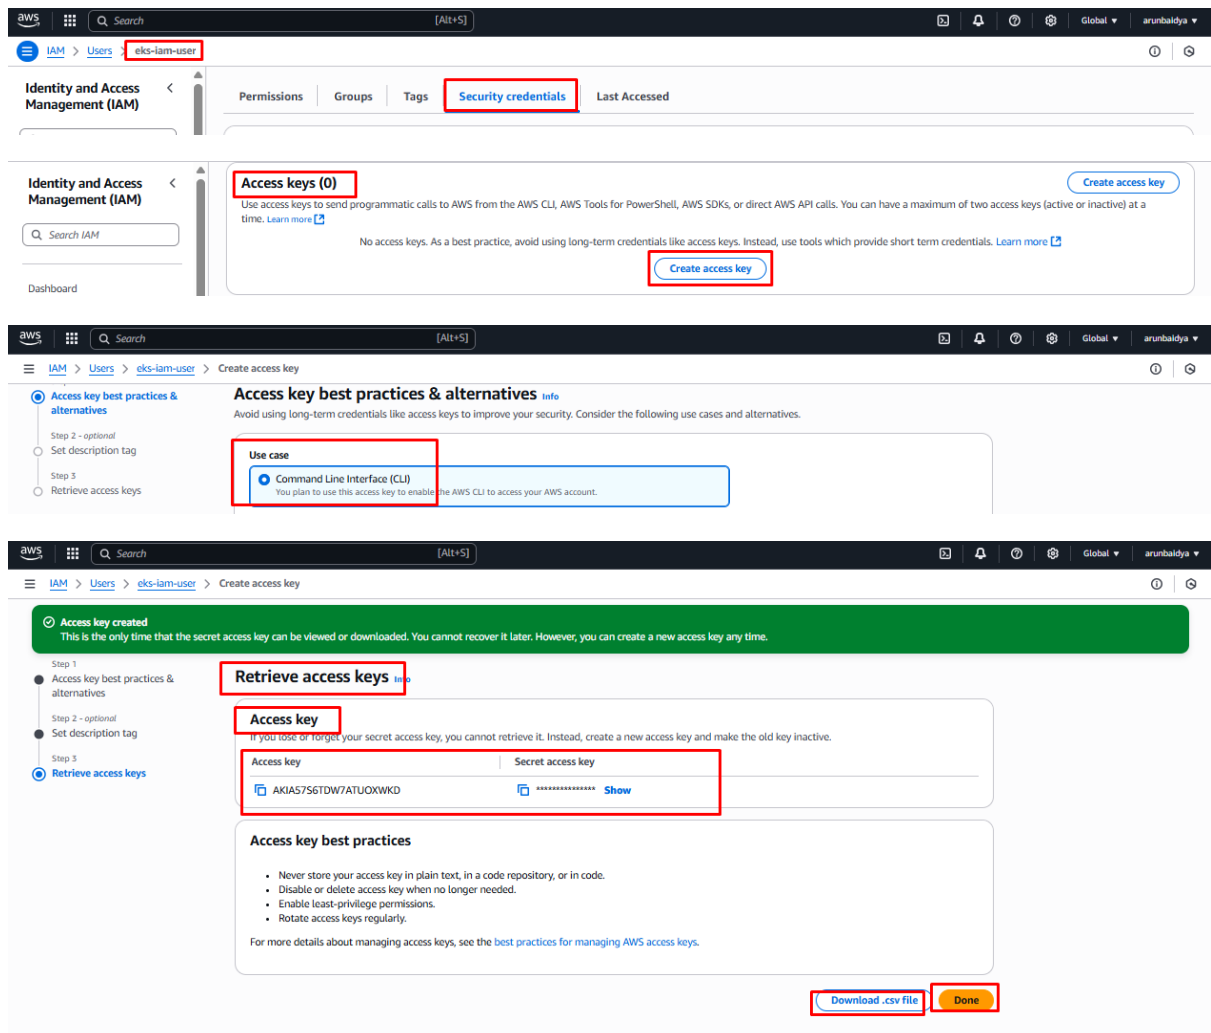 aws Search [Alt+S] Global ▼ arunbaidya ▼
IAM > Users > eks-iam-user
Identity and Access Management (IAM)
Permissions Groups Tags Security credentials Last Accessed
Identity and Access Management (IAM)
Search IAM
Dashboard
Access keys (0) Create access key
Use access keys to send programmatic calls to AWS from the AWS CLI, AWS Tools for PowerShell, AWS SDKs, or direct AWS API calls. You can have a maximum of two access keys (active or inactive) at a
time. Learn more
No access keys. As a best practice, avoid using long-term credentials like access keys. Instead, use tools which provide short term credentials. Learn more
Create access key
aws Search [Alt+S] Global ▼ arunbaidya ▼
IAM > Users > eks-iam-user > Create access key
Access key best practices &
alternatives
Step 2 - optional
Set description tag
Step 3
Retrieve access keys
Access key best practices & alternatives Info
Avoid using long-term credentials like access keys to improve your security. Consider the following use cases and alternatives.
Use case
Command Line Interface (CLI)
You plan to use this access key to enable the AWS CLI to access your AWS account.
aws Search [Alt+S] Global ▼ arunbaidya ▼
IAM > Users > eks-iam-user > Create access key
Access key created
This is the only time that the secret access key can be viewed or downloaded. You cannot recover it later. However, you can create a new access key any time.
Step 1
Access key best practices &
alternatives
Step 2 - optional
Set description tag
Step 3
Retrieve access keys
Retrieve access keys Info
Access key
If you lose or forget your secret access key, you cannot retrieve it. Instead, create a new access key and make the old key inactive.
Access key Secret access key
AKIA57S6TDW7ATUOXWKD *************** Show
Access key best practices
• Never store your access key in plain text, in a code repository, or in code.
• Disable or delete access key when no longer needed.
• Enable least-privilege permissions.
• Rotate access keys regularly.
For more details about managing access keys, see the best practices for managing AWS access keys.
Download .csv file Done